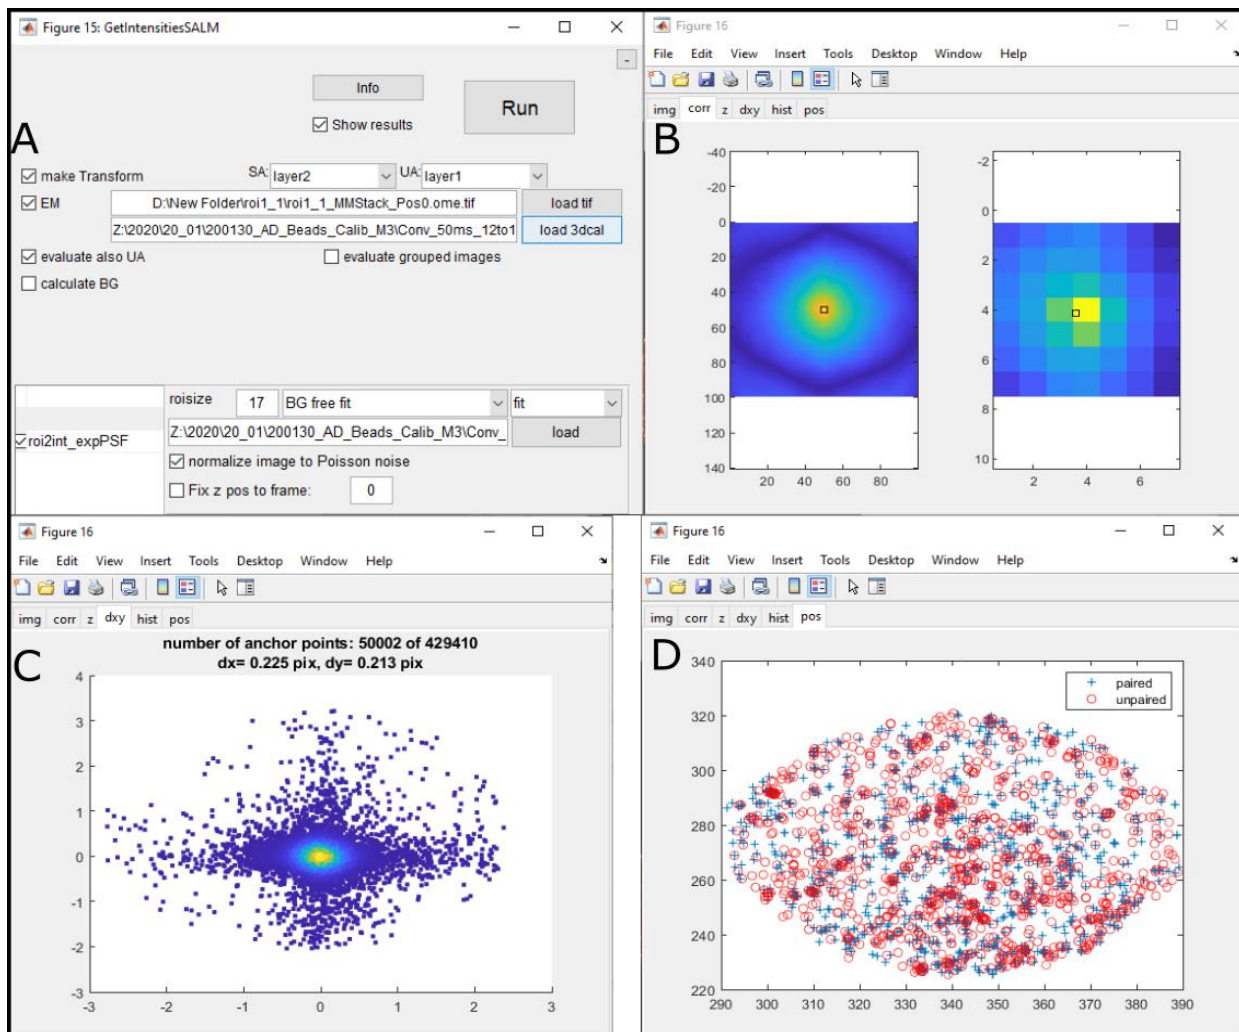 Figure 15: GetIntensitiesSALM
-
Info
Run
Show results
A
make Transform SA: layer2 UA: layer1
EM D:\New Folder\roi1_1\roi1_1_MMStack_Pos0.ome.tif load tif
Z:\2020\20_01\200130_AD_Beads_Calib_M3\Conv_50ms_12to1 load 3dcal
evaluate also UA evaluate grouped images
calculate BG
roisize 17 BG free fit fit
roi2int_expPSF Z:\2020\20_01\200130_AD_Beads_Calib_M3\Conv_ load
normalize image to Poisson noise
Fix z pos to frame: 0
Figure 16
File Edit View Insert Tools Desktop Window Help
img corr z dxy hist pos
B
-40
-20
0
20
40
60
80
100
120
140
20 40 60 80
-2
0
2
4
6
8
10
2 4 6
Figure 16
File Edit View Insert Tools Desktop Window Help
img corr z dxy hist pos
C
number of anchor points: 50002 of 429410
dx= 0.225 pix, dy= 0.213 pix
4
3
2
1
0
-1
-2
-3
-3 -2 -1 0 1 2 3
Figure 16
File Edit View Insert Tools Desktop Window Help
img corr z dxy hist pos
D
paired
unpaired
340
320
300
280
260
240
220
290 300 310 320 330 340 350 360 370 380 390